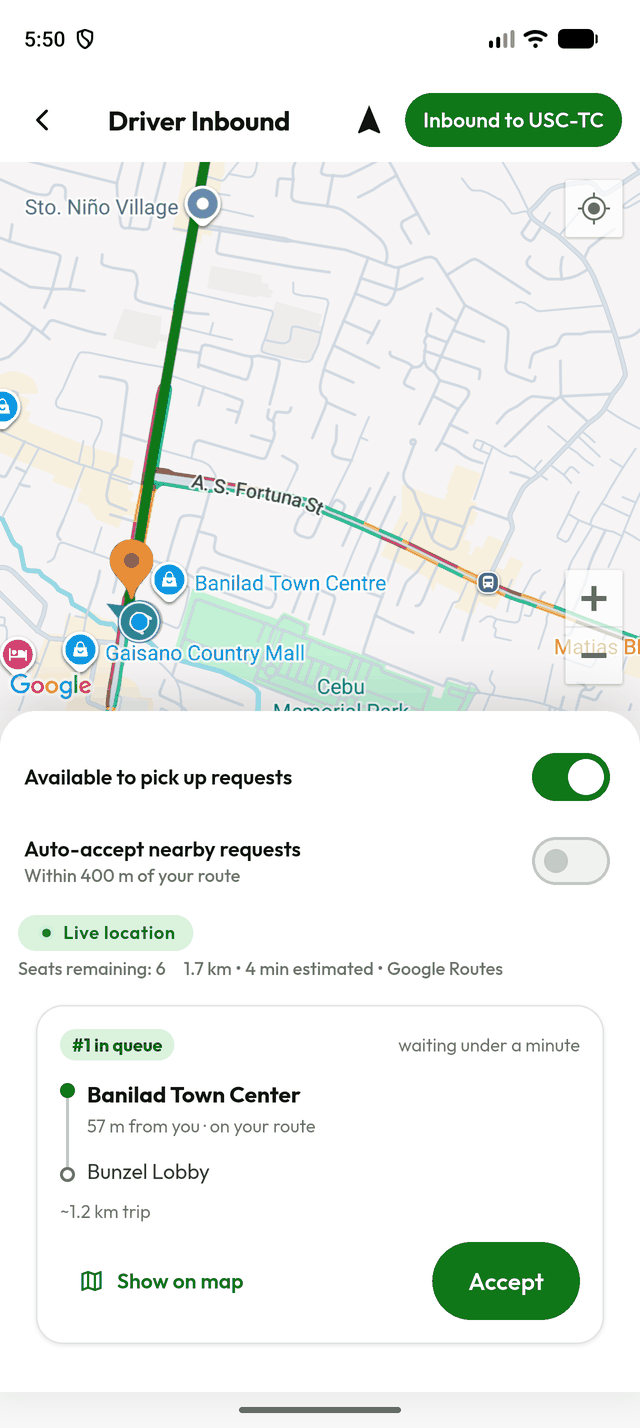 5:50
Driver Inbound
Inbound to USC-TC
Sto. Niño Village
A. S. Fortuna St
Banilad Town Centre
Gaisano Country Mall
Matias B
Google
Cebu
Memorial Park
Available to pick up requests
Auto-accept nearby requests
Within 400 m of your route
Live location
Seats remaining: 6 1.7 km • 4 min estimated • Google Routes
#1 in queue
waiting under a minute
Banilad Town Center
57 m from you · on your route
Bunzel Lobby
~1.2 km trip
Show on map
Accept